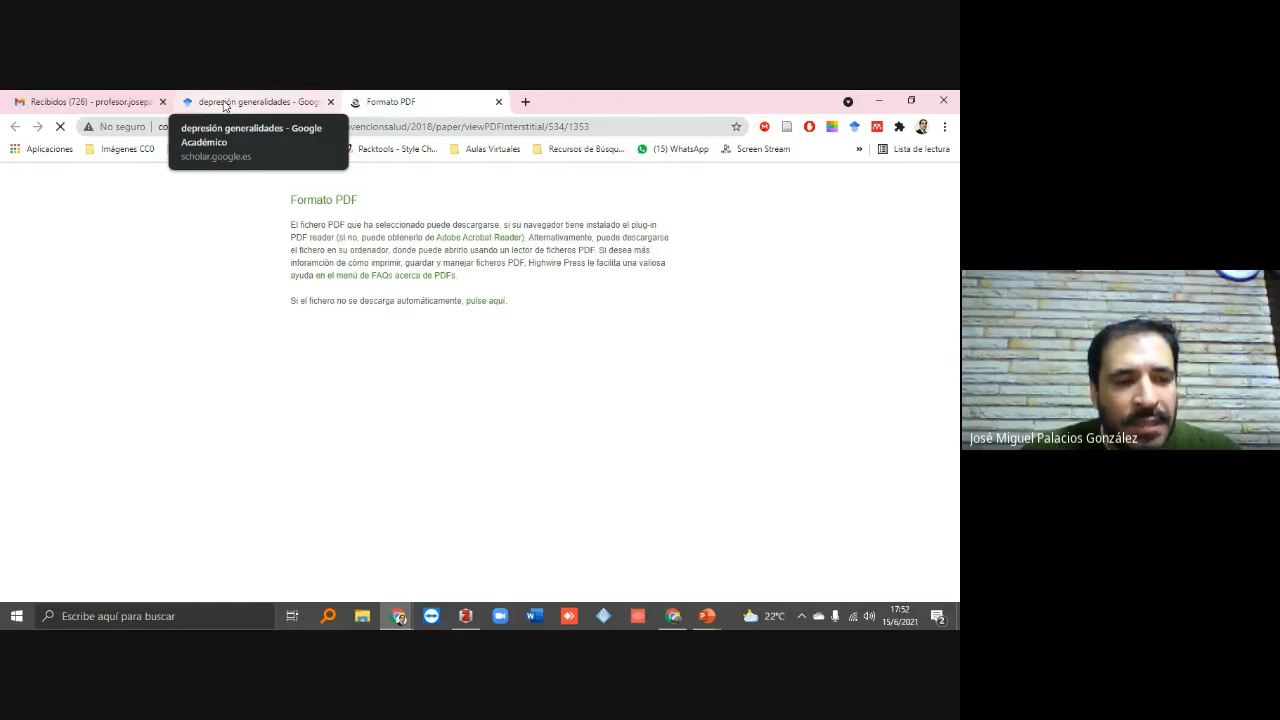 Recibidos (726) - profesor.josepa
depresión generalidades - Goog
Formato PDF
No seguro
co
vencionsalud/2018/paper/viewPDFInterstitial/534/1353
depresión generalidades - Google
Académico
scholar.google.es
Aplicaciones
Imágenes CC0
Packtools - Style Ch...
Aulas Virtuales
Recursos de Búsqu...
(15) WhatsApp
Screen Stream
»
Lista de lectura
Formato PDF
El fichero PDF que ha seleccionado puede descargarse, si su navegador tiene instalado el plug-in
PDF reader (si no, puede obtenerlo de Adobe Acrobat Reader). Alternativamente, puede descargarse
el fichero en su ordenador, donde puede abrirlo usando un lector de ficheros PDF. Si desea más
inforamción de cómo imprimir, guardar y manejar ficheros PDF, Highwire Press le facilita una valiosa
ayuda en el menú de FAQs acerca de PDFs.
Si el fichero no se descarga automáticamente, pulse aquí.
José Miguel Palacios González
Escribe aquí para buscar
22°C
17:52
15/6/2021
2